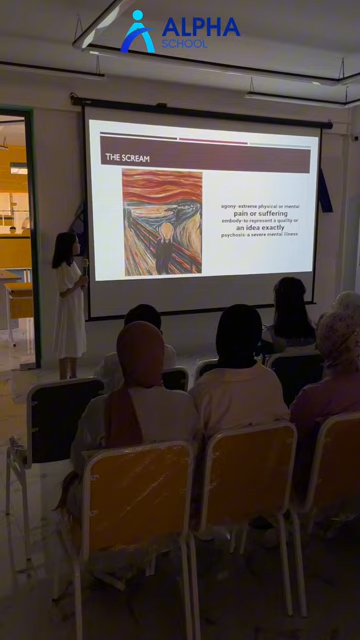 ALPHA
SCHOOL
THE SCREAM
agony-extreme physical or mental
pain or suffering
embody-to represent a quality or
an idea exactly
psychosis-a severe mental illness